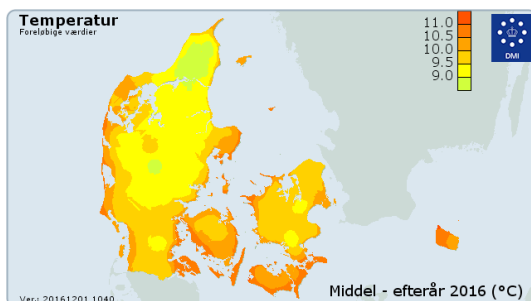 Temperatur
Foreløbige værdier
11.0
10.5
10.0
9.5
9.0
DMI
Middel - efterår 2016 (°C)
Ver.: 20161201 1040